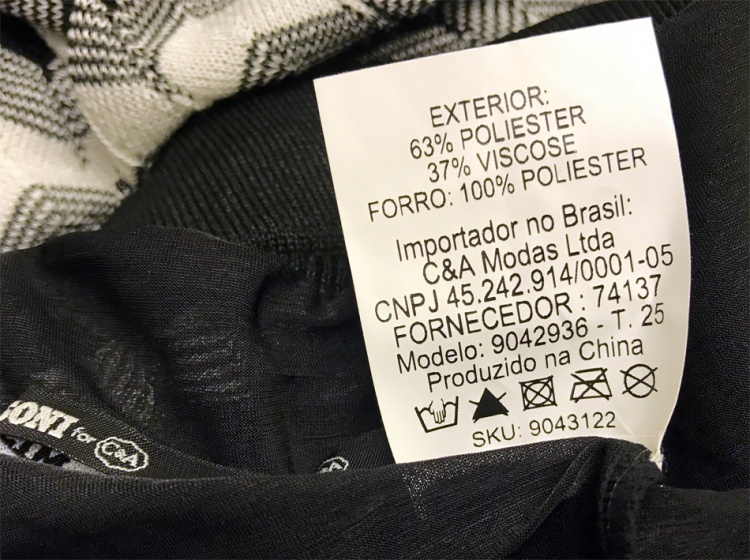 EXTERIOR:
63% POLIESTER
37% VISCOSE
FORRO: 100% POLIESTER
Importador no Brasil:
C&A Modas Ltda
CNPJ 45.242.914/0001-05
FORNECEDOR : 74137
Modelo: 9042936 - T. 25
Produzido na China
SKU: 9043122
for C&A